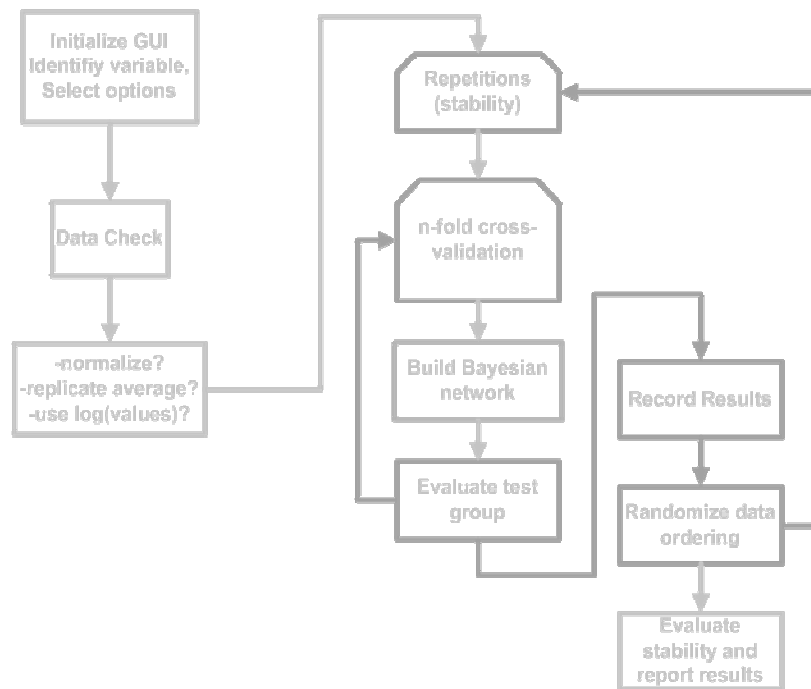 Initialize GUI
Identifiy variable,
Select options
Data Check
-normalize?
-replicate average?
-use log(values)?
Repetitions
(stability)
n-fold cross-
validation
Build Bayesian
network
Evaluate test
group
Record Results
Randomize data
ordering
Evaluate
stability and
report results